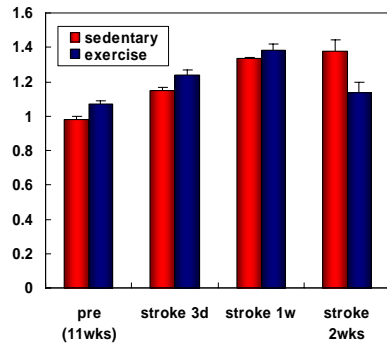 1.6
1.4
1.2
1
0.8
0.6
0.4
0.2
0
sedentary
exercise
pre
(11wks)
stroke 3d
stroke 1w
stroke
2wks